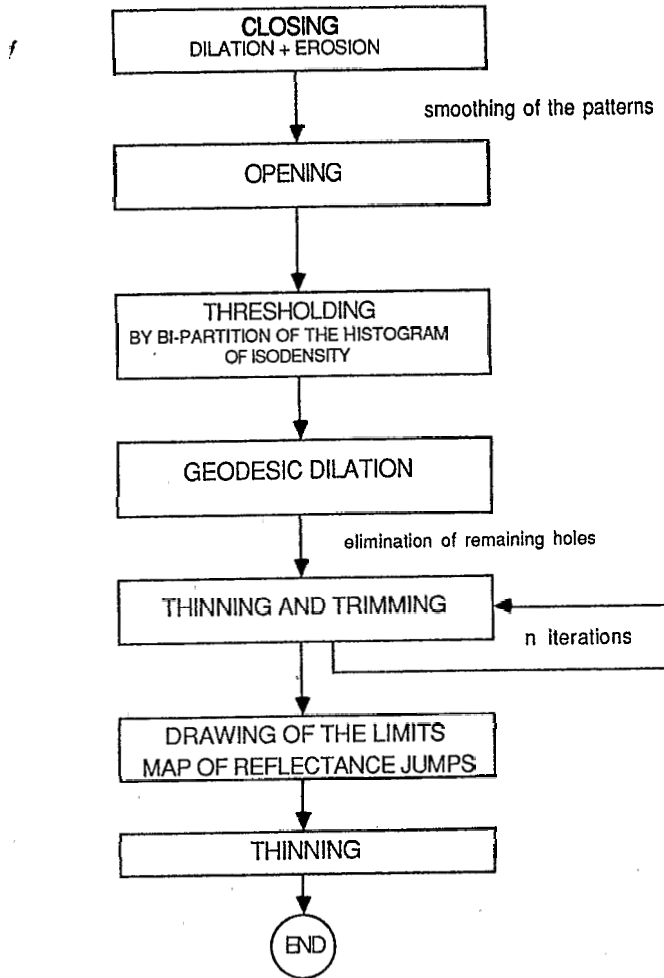 f
CLOSING
DILATION + EROSION
smoothing of the patterns
OPENING
THRESHOLDING
BY BI-PARTITION OF THE HISTOGRAM
OF ISODENSITY
GEODESIC DILATION
elimination of remaining holes
THINNING AND TRIMMING
n iterations
DRAWING OF THE LIMITS
MAP OF REFLECTANCE JUMPS
THINNING
END